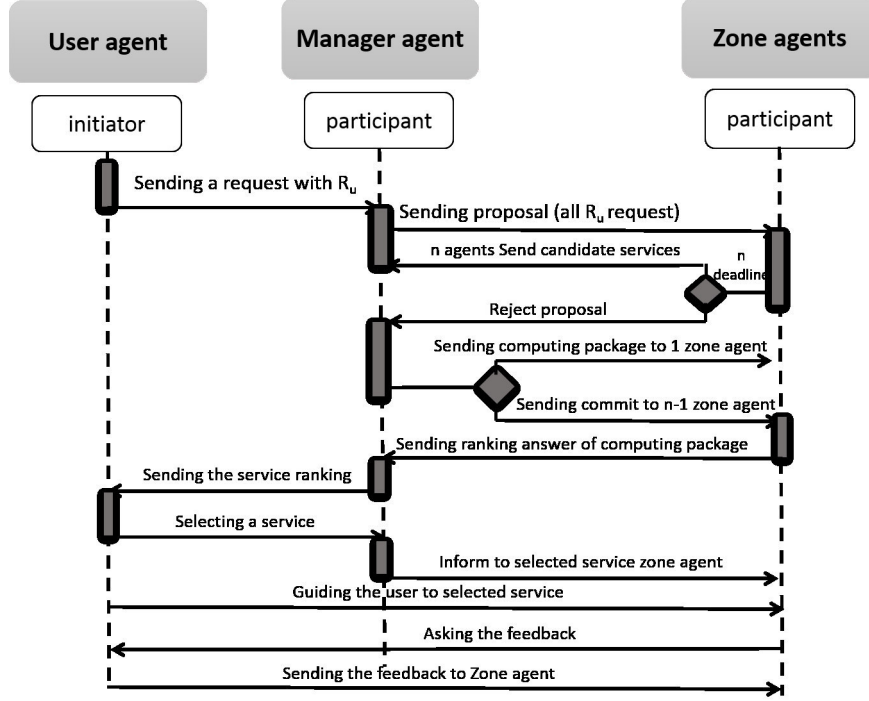 User agent
Manager agent
Zone agents
initiator
participant
participant
Sending a request with Ru
Sending proposal (all Ru request)
n agents Send candidate services
n
deadline
Reject proposal
Sending computing package to 1 zone agent
Sending commit to n-1 zone agent
Sending ranking answer of computing package
Sending the service ranking
Selecting a service
Inform to selected service zone agent
Guiding the user to selected service
Asking the feedback
Sending the feedback to Zone agent